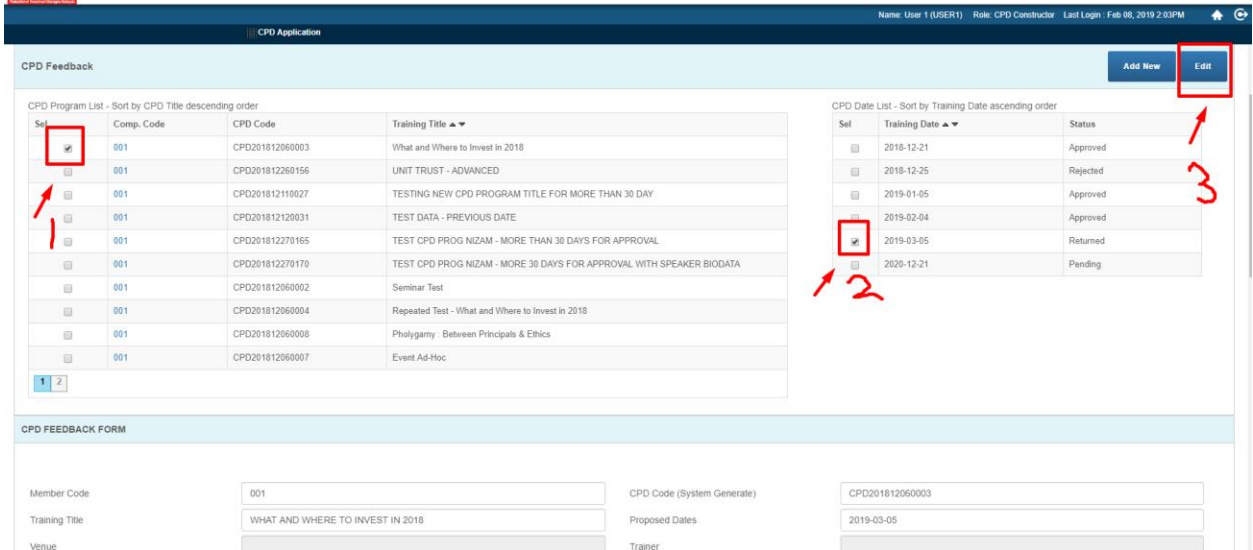 Name: User 1 (USER1) Role: CPD Constructor Last Login : Feb 08, 2019 2:03PM
CPD Application
CPD Feedback
Add New
Edit
CPD Program List - Sort by CPD Title descending order
Sel Comp. Code CPD Code Training Title
001 CPD201812060003 What and Where to Invest in 2018
001 CPD201812260156 UNIT TRUST - ADVANCED
001 CPD201812110027 TESTING NEW CPD PROGRAM TITLE FOR MORE THAN 30 DAY
001 CPD201812120031 TEST DATA - PREVIOUS DATE
001 CPD201812270165 TEST CPD PROG NIZAM - MORE THAN 30 DAYS FOR APPROVAL
001 CPD201812270170 TEST CPD PROG NIZAM - MORE 30 DAYS FOR APPROVAL WITH SPEAKER BIODATA
001 CPD201812060002 Seminar Test
001 CPD201812060004 Repeated Test - What and Where to Invest in 2018
001 CPD201812060008 Pholygamy : Between Principals & Ethics
001 CPD201812060007 Event Ad-Hoc
1 2
1
CPD Date List - Sort by Training Date ascending order
Sel Training Date Status
2018-12-21 Approved
2018-12-25 Rejected
2019-01-05 Approved
2019-02-04 Approved
2019-03-05 Returned
2020-12-21 Pending
2
3
CPD FEEDBACK FORM
Member Code 001 CPD Code (System Generate) CPD201812060003
Training Title WHAT AND WHERE TO INVEST IN 2018 Proposed Dates 2019-03-05
Venue Trainer